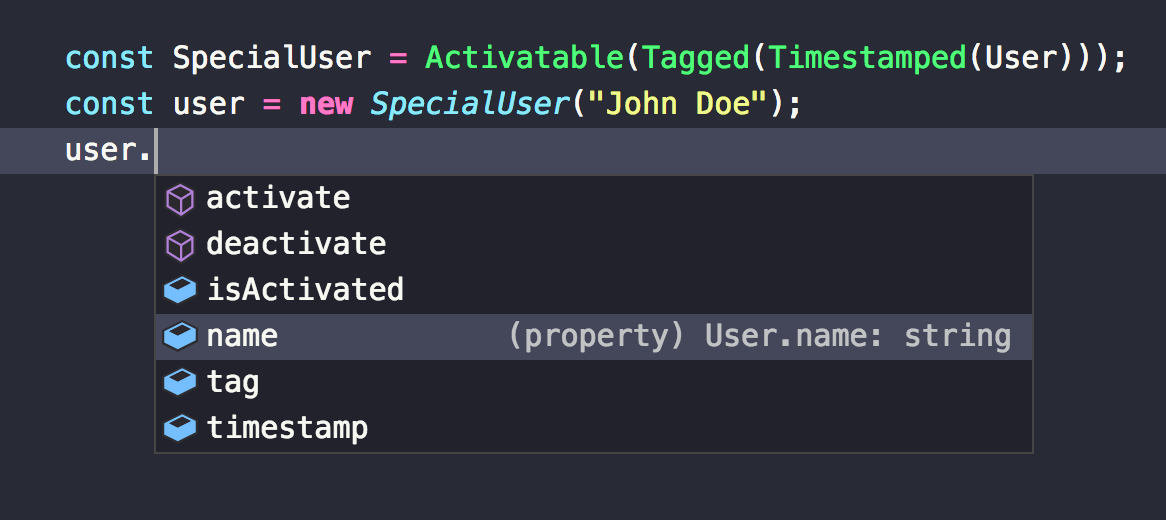 const SpecialUser = Activatable(Tagged(Timestamped(User)));
const user = new SpecialUser("John Doe");
user.
activate
deactivate
isActivated
name (property) User.name: string
tag
timestamp